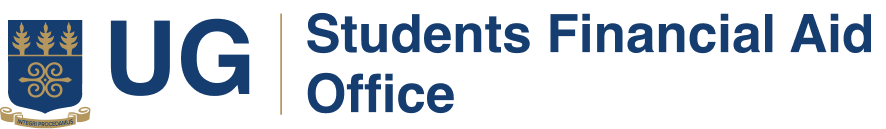 UG
Students Financial Aid
Office
INTEGRI PROCEDAMUS